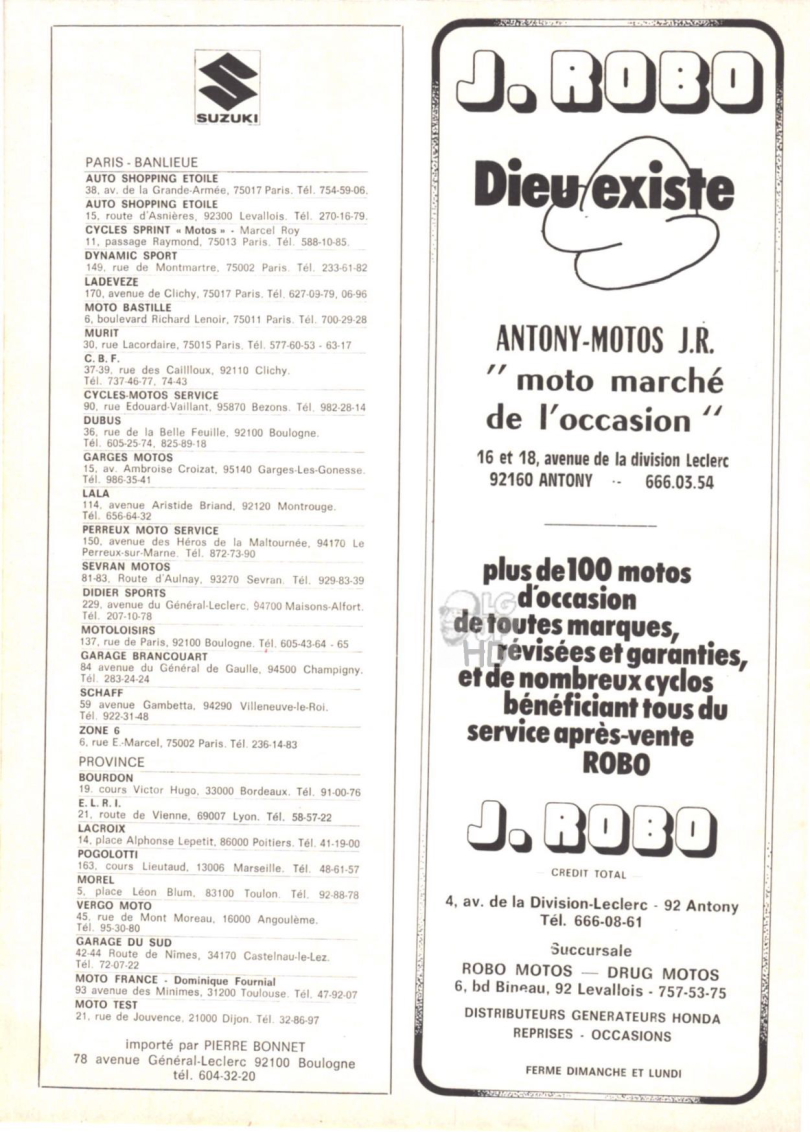 SUZUKI
PARIS - BANLIEUE
AUTO SHOPPING ETOILE
38, av. de la Grande-Armée, 75017 Paris. Tél. 754-59-06.
AUTO SHOPPING ETOILE
15, route d'Asnières, 92300 Levallois. Tél. 270-16-79.
CYCLES SPRINT « Motos » - Marcel Roy
11, passage Raymond, 75013 Paris. Tél. 588-10-85.
DYNAMIC SPORT
149, rue de Montmartre, 75002 Paris. Tél. 233-61-82
LADEVEZE
170, avenue de Clichy, 75017 Paris. Tél. 627-09-79, 06-96
MOTO BASTILLE
6, boulevard Richard Lenoir, 75011 Paris. Tél. 700-29-28
MURIT
30, rue Lacordaire, 75015 Paris. Tél. 577-60-53 - 63-17
C. B. F.
37-39, rue des Caillloux, 92110 Clichy.
Tél. 737-46-77, 74-43
CYCLES-MOTOS SERVICE
90, rue Edouard-Vaillant, 95870 Bezons. Tél. 982-28-14
DUBUS
36, rue de la Belle Feuille, 92100 Boulogne.
Tél. 605-25-74, 825-89-18
GARGES MOTOS
15, av. Ambroise Croizat, 95140 Garges-Les-Gonesse.
Tél. 986-35-41
LALA
114, avenue Aristide Briand, 92120 Montrouge.
Tél. 656-64-32
PERREUX MOTO SERVICE
150, avenue des Héros de la Maltournée, 94170 Le
Perreux-sur-Marne. Tél. 872-73-90
SEVRAN MOTOS
81-83, Route d'Aulnay, 93270 Sevran. Tél. 929-83-39
DIDIER SPORTS
229, avenue du Général-Leclerc, 94700 Maisons-Alfort.
Tél. 207-10-78
MOTOLOISIRS
137, rue de Paris, 92100 Boulogne. Tél. 605-43-64 - 65
GARAGE BRANCOUART
84 avenue du Général de Gaulle, 94500 Champigny.
Tél. 283-24-24
SCHAFF
59 avenue Gambetta, 94290 Villeneuve-le-Roi.
Tél. 922-31-48
ZONE 6
6, rue E.-Marcel, 75002 Paris. Tél. 236-14-83
PROVINCE
BOURDON
19. cours Victor Hugo, 33000 Bordeaux. Tél. 91-00-76
E. L. R. I.
21, route de Vienne, 69007 Lyon. Tél. 58-57-22
LACROIX
14, place Alphonse Lepetit, 86000 Poitiers. Tél. 41-19-00
POGOLOTTI
163, cours Lieutaud, 13006 Marseille. Tél. 48-61-57
MOREL
5, place Léon Blum, 83100 Toulon. Tél. 92-88-78
VERGO MOTO
45, rue de Mont Moreau, 16000 Angoulème.
Tél. 95-30-80
GARAGE DU SUD
42-44 Route de Nîmes, 34170 Castelnau-le-Lez.
Tél. 72-07-22
MOTO FRANCE - Dominique Fournial
93 avenue des Minimes, 31200 Toulouse. Tél. 47-92-07
MOTO TEST
21, rue de Jouvence, 21000 Dijon. Tél. 32-86-97
importé par PIERRE BONNET
78 avenue Général-Leclerc 92100 Boulogne
tél. 604-32-20
J. ROBO
Dieu existe
ANTONY-MOTOS J.R.
" moto marché
de l'occasion "
16 et 18, avenue de la division Leclerc
92160 ANTONY -- 666.03.54
plus de 100 motos
d'occasion
de toutes marques,
révisées et garanties,
et de nombreux cyclos
bénéficiant tous du
service après-vente
ROBO
J. ROBO
CREDIT TOTAL
4, av. de la Division-Leclerc - 92 Antony
Tél. 666-08-61
Succursale
ROBO MOTOS — DRUG MOTOS
6, bd Bineau, 92 Levallois - 757-53-75
DISTRIBUTEURS GENERATEURS HONDA
REPRISES - OCCASIONS
FERME DIMANCHE ET LUNDI